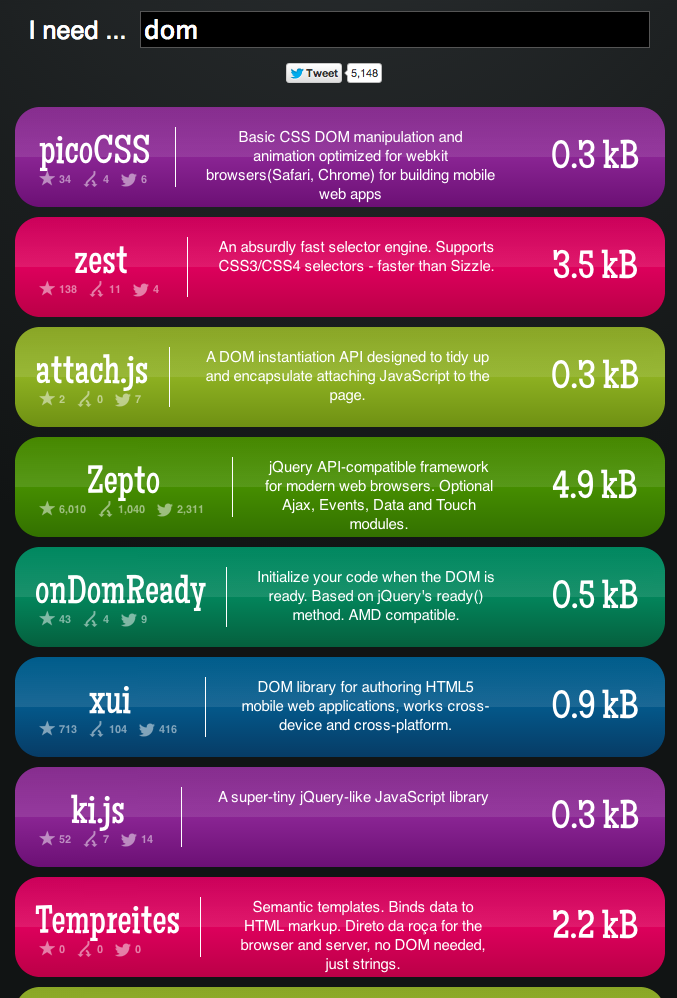 I need ... dom
Tweet 5,148
picoCSS
34 4 6
Basic CSS DOM manipulation and
animation optimized for webkit
browsers(Safari, Chrome) for building mobile
web apps
0.3 kB
zest
138 11 4
An absurdly fast selector engine. Supports
CSS3/CSS4 selectors - faster than Sizzle.
3.5 kB
attach.js
2 0 7
A DOM instantiation API designed to tidy up
and encapsulate attaching JavaScript to the
page.
0.3 kB
Zepto
6,010 1,040 2,311
jQuery API-compatible framework
for modern web browsers. Optional
Ajax, Events, Data and Touch
modules.
4.9 kB
onDomReady
43 4 9
Initialize your code when the DOM is
ready. Based on jQuery's ready()
method. AMD compatible.
0.5 kB
xui
713 104 416
DOM library for authoring HTML5
mobile web applications, works cross-
device and cross-platform.
0.9 kB
ki.js
52 7 14
A super-tiny jQuery-like JavaScript library
0.3 kB
Tempreites
0 0 0
Semantic templates. Binds data to
HTML markup. Direto da roça for the
browser and server, no DOM needed,
just strings.
2.2 kB